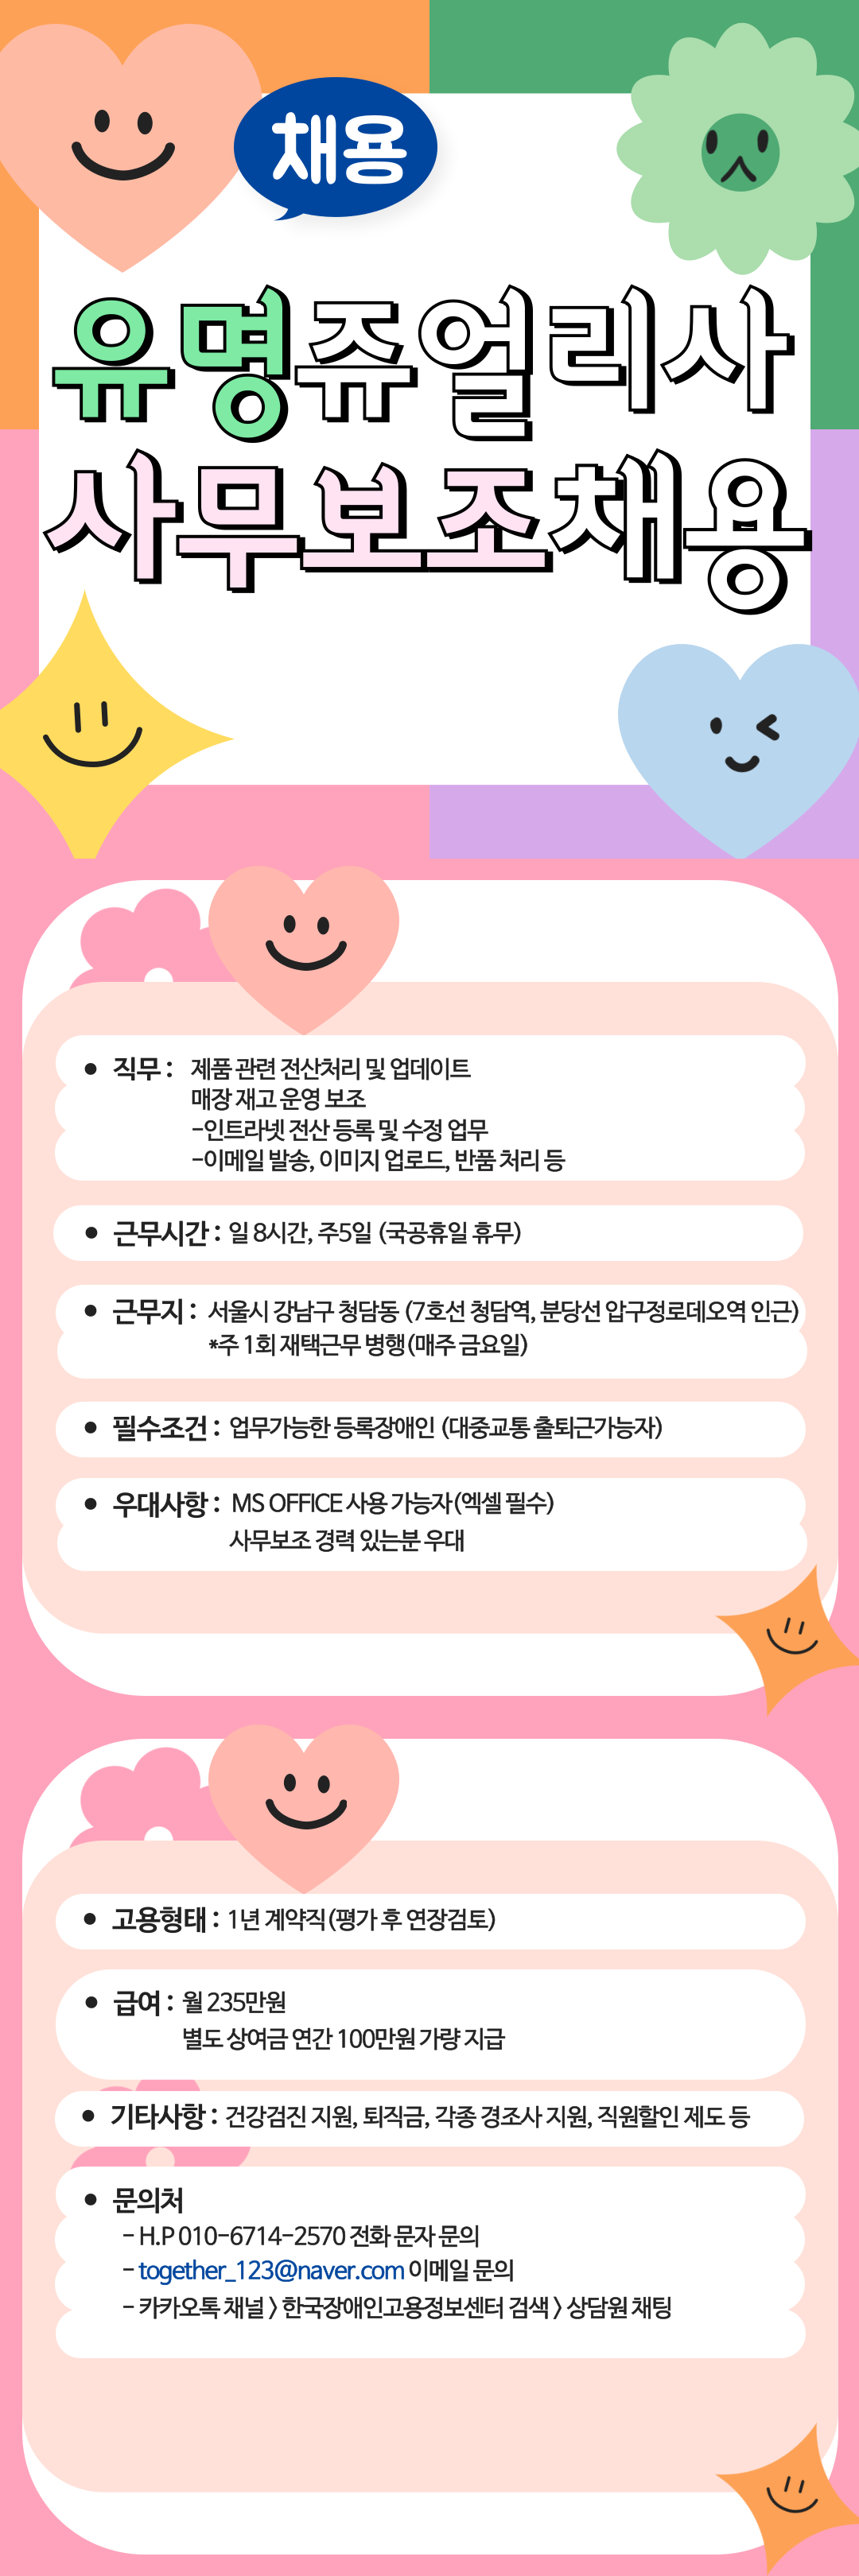 채용
유명쥬얼리사
사무보조채용
• 직무 : 제품 관련 전산처리 및 업데이트
매장 재고 운영 보조
-인트라넷 전산 등록 및 수정 업무
-이메일 발송, 이미지 업로드, 반품 처리 등
• 근무시간 : 일 8시간, 주5일 (국공휴일 휴무)
• 근무지 : 서울시 강남구 청담동 (7호선 청담역, 분당선 압구정로데오역 인근)
*주 1회 재택근무 병행(매주 금요일)
• 필수조건 : 업무가능한 등록장애인 (대중교통 출퇴근가능자)
• 우대사항 : MS OFFICE 사용 가능자(엑셀 필수)
사무보조 경력 있는분 우대
• 고용형태 : 1년 계약직(평가 후 연장검토)
• 급여 : 월 235만원
별도 상여금 연간 100만원 가량 지급
• 기타사항 : 건강검진 지원, 퇴직금, 각종 경조사 지원, 직원할인 제도 등
• 문의처
- H.P 010-6714-2570 전화 문자 문의
- together_123@naver.com 이메일 문의
- 카카오톡 채널 > 한국장애인고용정보센터 검색 > 상담원 채팅